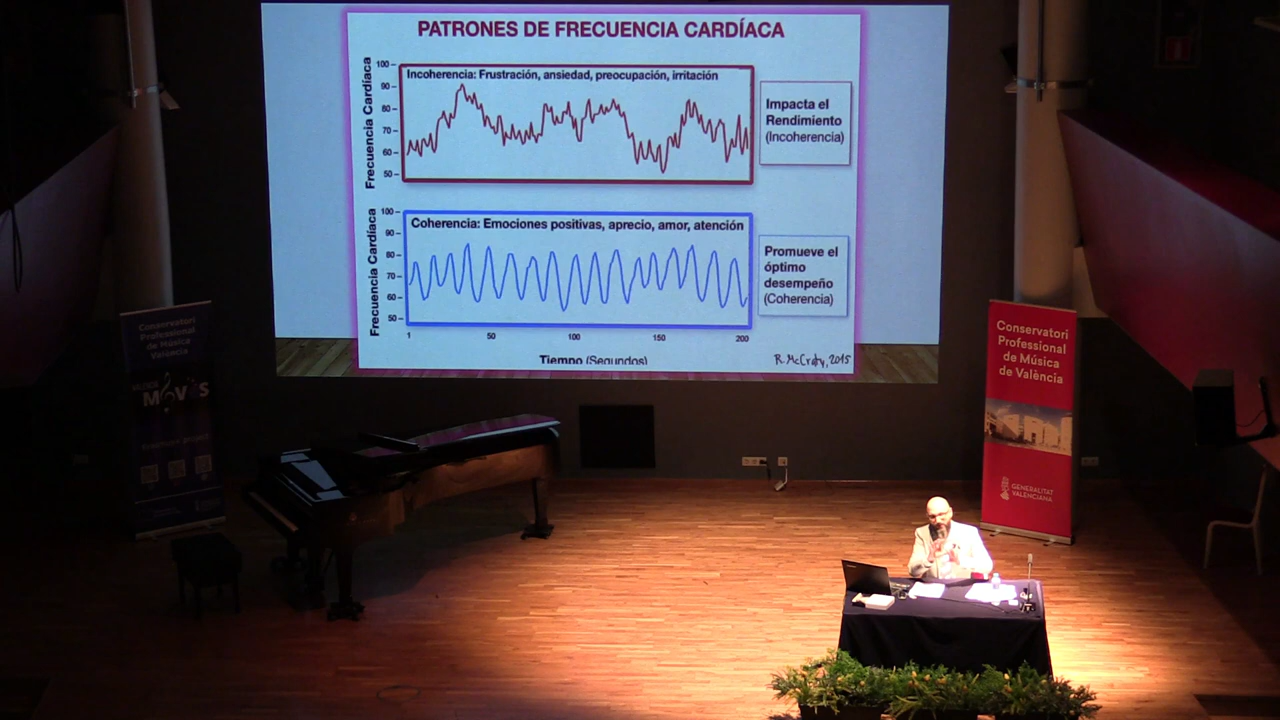 PATRONES DE FRECUENCIA CARDÍACA
Frecuencia Cardíaca
100
90
80
70
60
50
Incoherencia: Frustración, ansiedad, preocupación, irritación
Impacta el
Rendimiento
(Incoherencia)
Frecuencia Cardíaca
100
90
80
70
60
50
Coherencia: Emociones positivas, aprecio, amor, atención
Promueve el
óptimo
desempeño
(Coherencia)
1 50 100 150 200
Tiempo (Segundos)
R. McCraty, 2015
Conservatori
Professional
de Música
València
MOVIS
Conservatori
Professional
de Música
de València
GENERALITAT
VALENCIANA